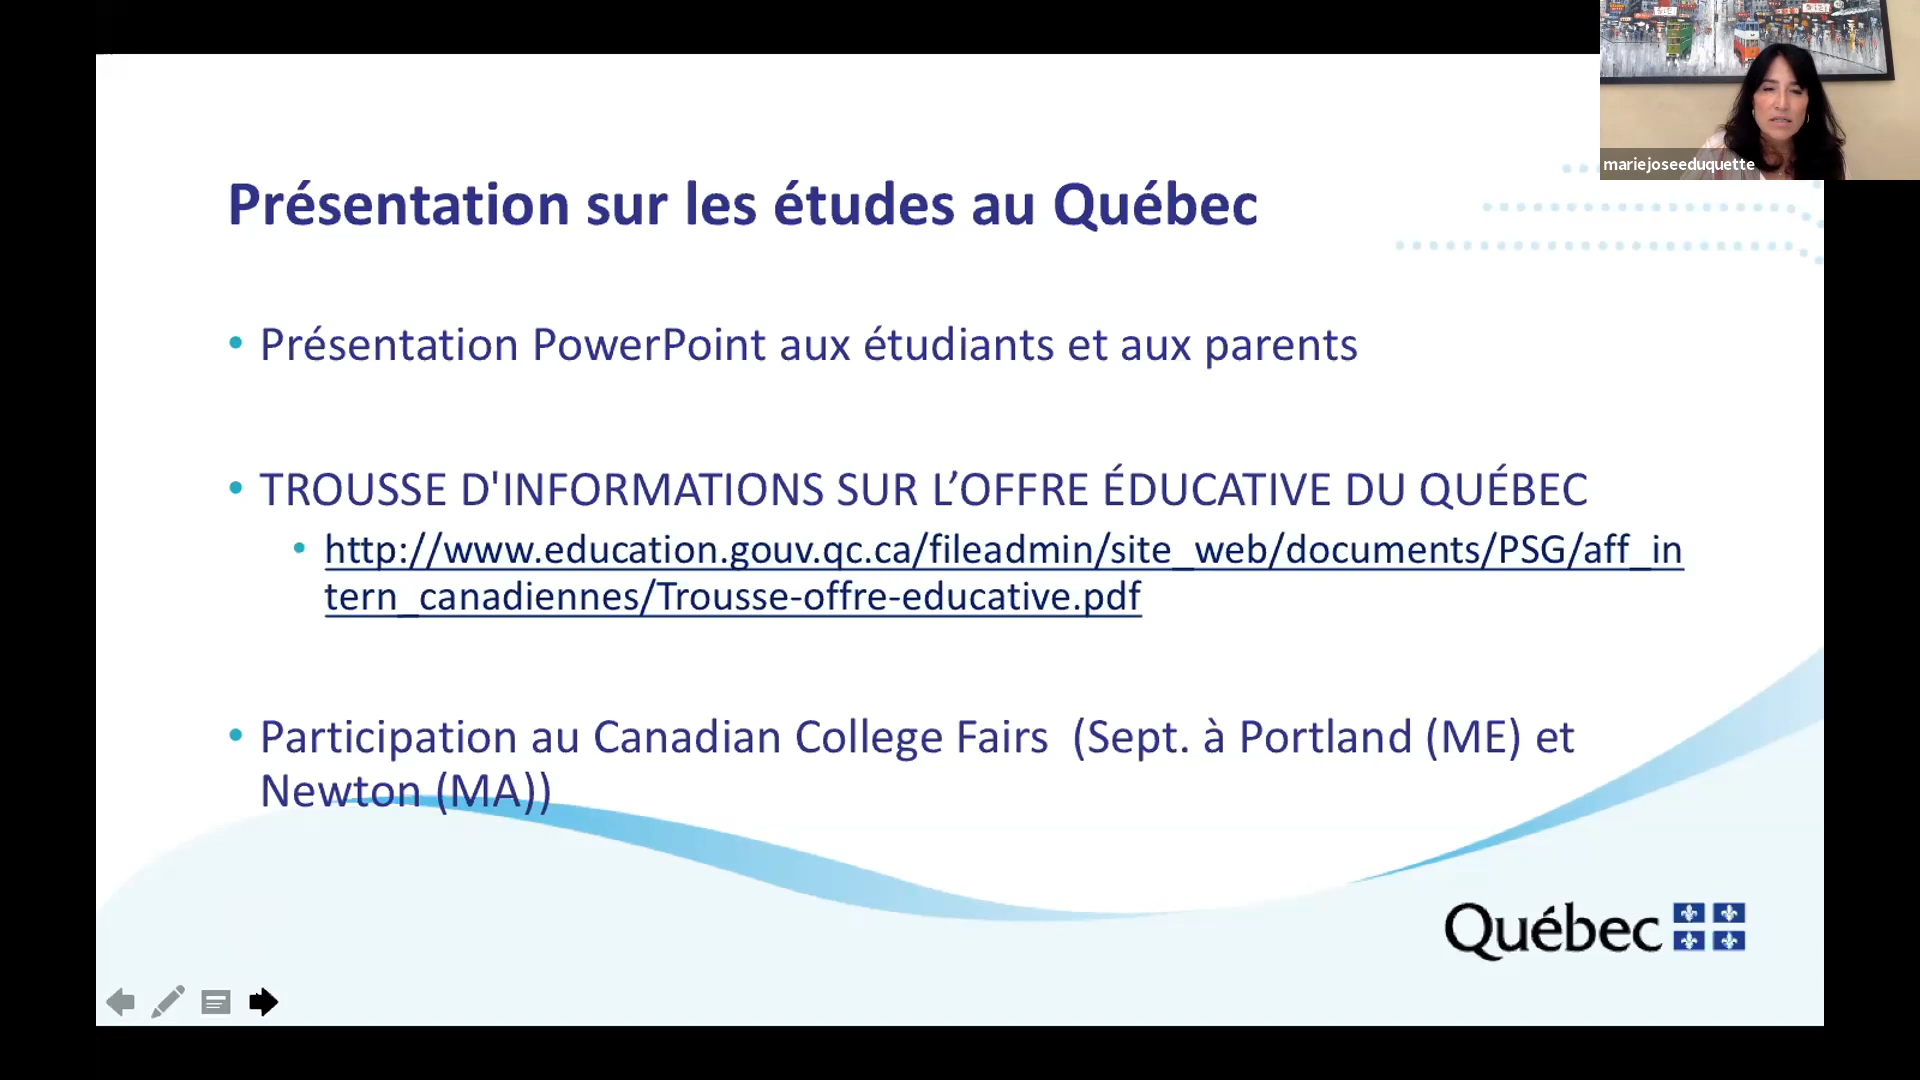 mariejoseeduquette
Présentation sur les études au Québec
• Présentation PowerPoint aux étudiants et aux parents
• TROUSSE D'INFORMATIONS SUR L’OFFRE ÉDUCATIVE DU QUÉBEC
• http://www.education.gouv.qc.ca/fileadmin/site_web/documents/PSG/aff_in
tern_canadiennes/Trousse-offre-educative.pdf
• Participation au Canadian College Fairs  (Sept. à Portland (ME) et
Newton (MA))
Québec